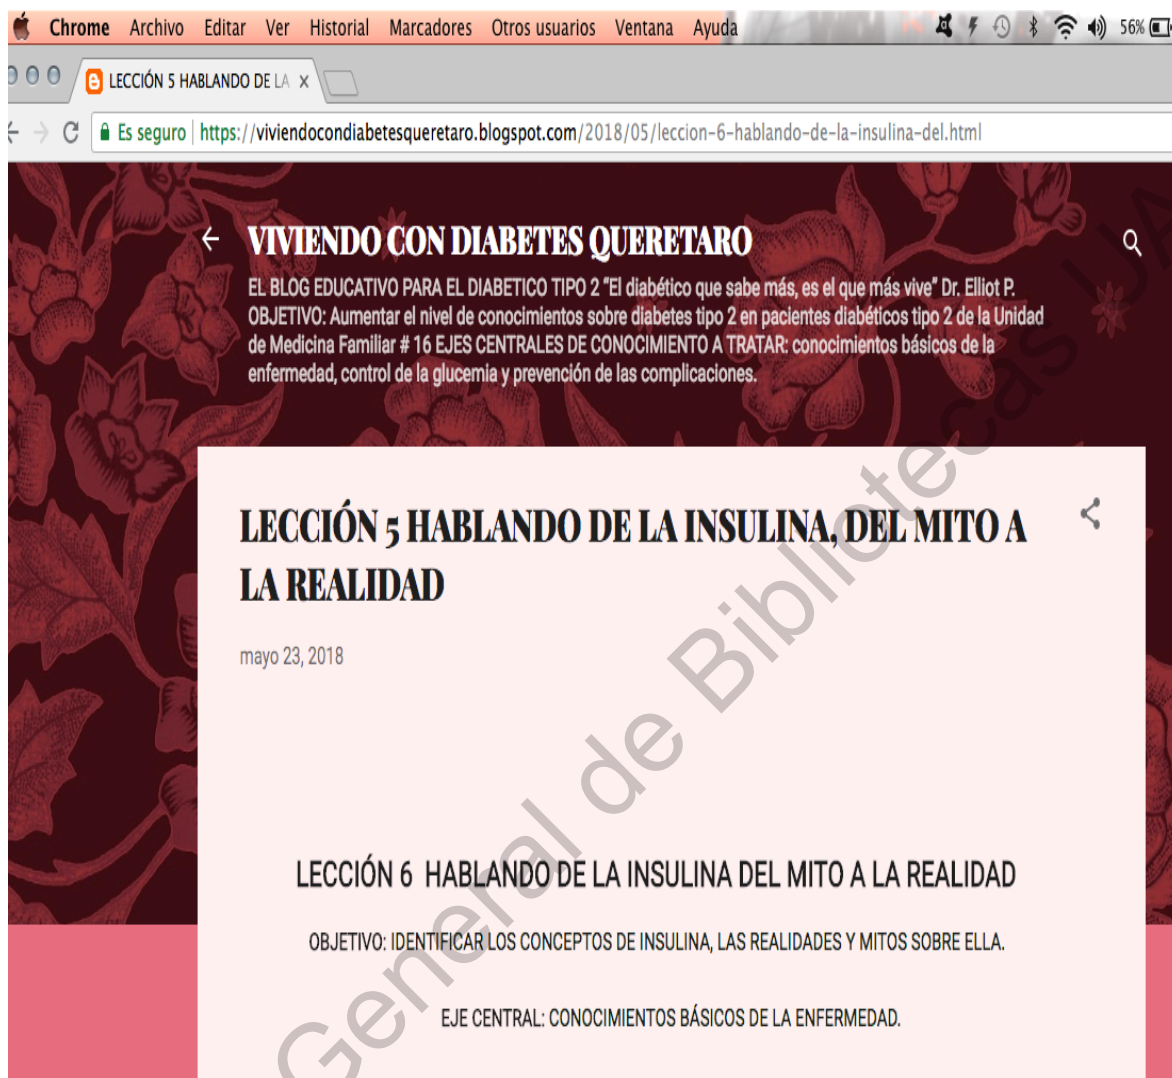 Chrome Archivo Editar Ver Historial Marcadores Otros usuarios Ventana Ayuda 56%
LECCIÓN 5 HABLANDO DE LA
Es seguro https://viviendocondiabetesqueretaro.blogspot.com/2018/05/leccion-6-hablando-de-la-insulina-del.html
VIVIENDO CON DIABETES QUERETARO
EL BLOG EDUCATIVO PARA EL DIABETICO TIPO 2 "El diabético que sabe más, es el que más vive" Dr. Elliot P.
OBJETIVO: Aumentar el nivel de conocimientos sobre diabetes tipo 2 en pacientes diabéticos tipo 2 de la Unidad
de Medicina Familiar # 16 EJES CENTRALES DE CONOCIMIENTO A TRATAR: conocimientos básicos de la
enfermedad, control de la glucemia y prevención de las complicaciones.
LECCIÓN 5 HABLANDO DE LA INSULINA, DEL MITO A
LA REALIDAD
mayo 23, 2018
LECCIÓN 6 HABLANDO DE LA INSULINA DEL MITO A LA REALIDAD
OBJETIVO: IDENTIFICAR LOS CONCEPTOS DE INSULINA, LAS REALIDADES Y MITOS SOBRE ELLA.
EJE CENTRAL: CONOCIMIENTOS BÁSICOS DE LA ENFERMEDAD.
General de Bibliotecas UA